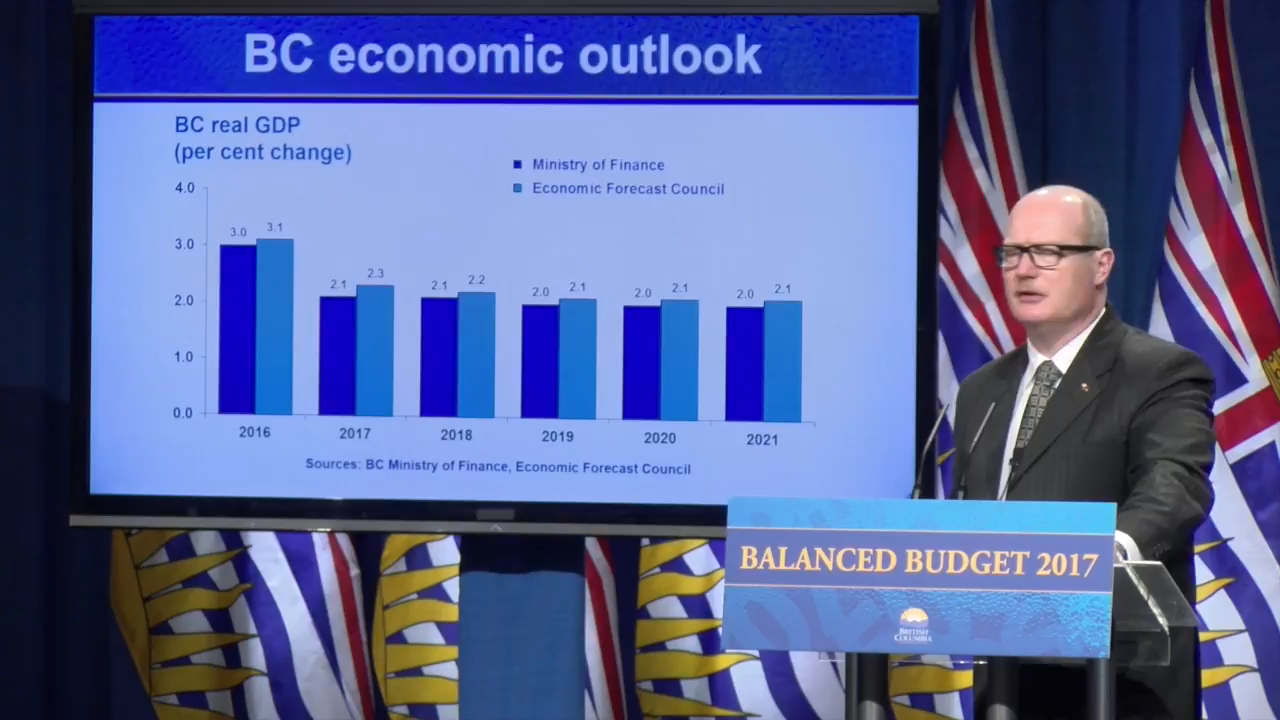 BC economic outlook
BC real GDP
(per cent change)
Ministry of Finance
Economic Forecast Council
4.0
3.0
2.0
1.0
0.0
3.0 3.1
2.1 2.3
2.1 2.2
2.0 2.1
2.0 2.1
2.0 2.1
2016 2017 2018 2019 2020 2021
Sources: BC Ministry of Finance, Economic Forecast Council
BALANCED BUDGET 2017
BRITISH
COLUMBIA